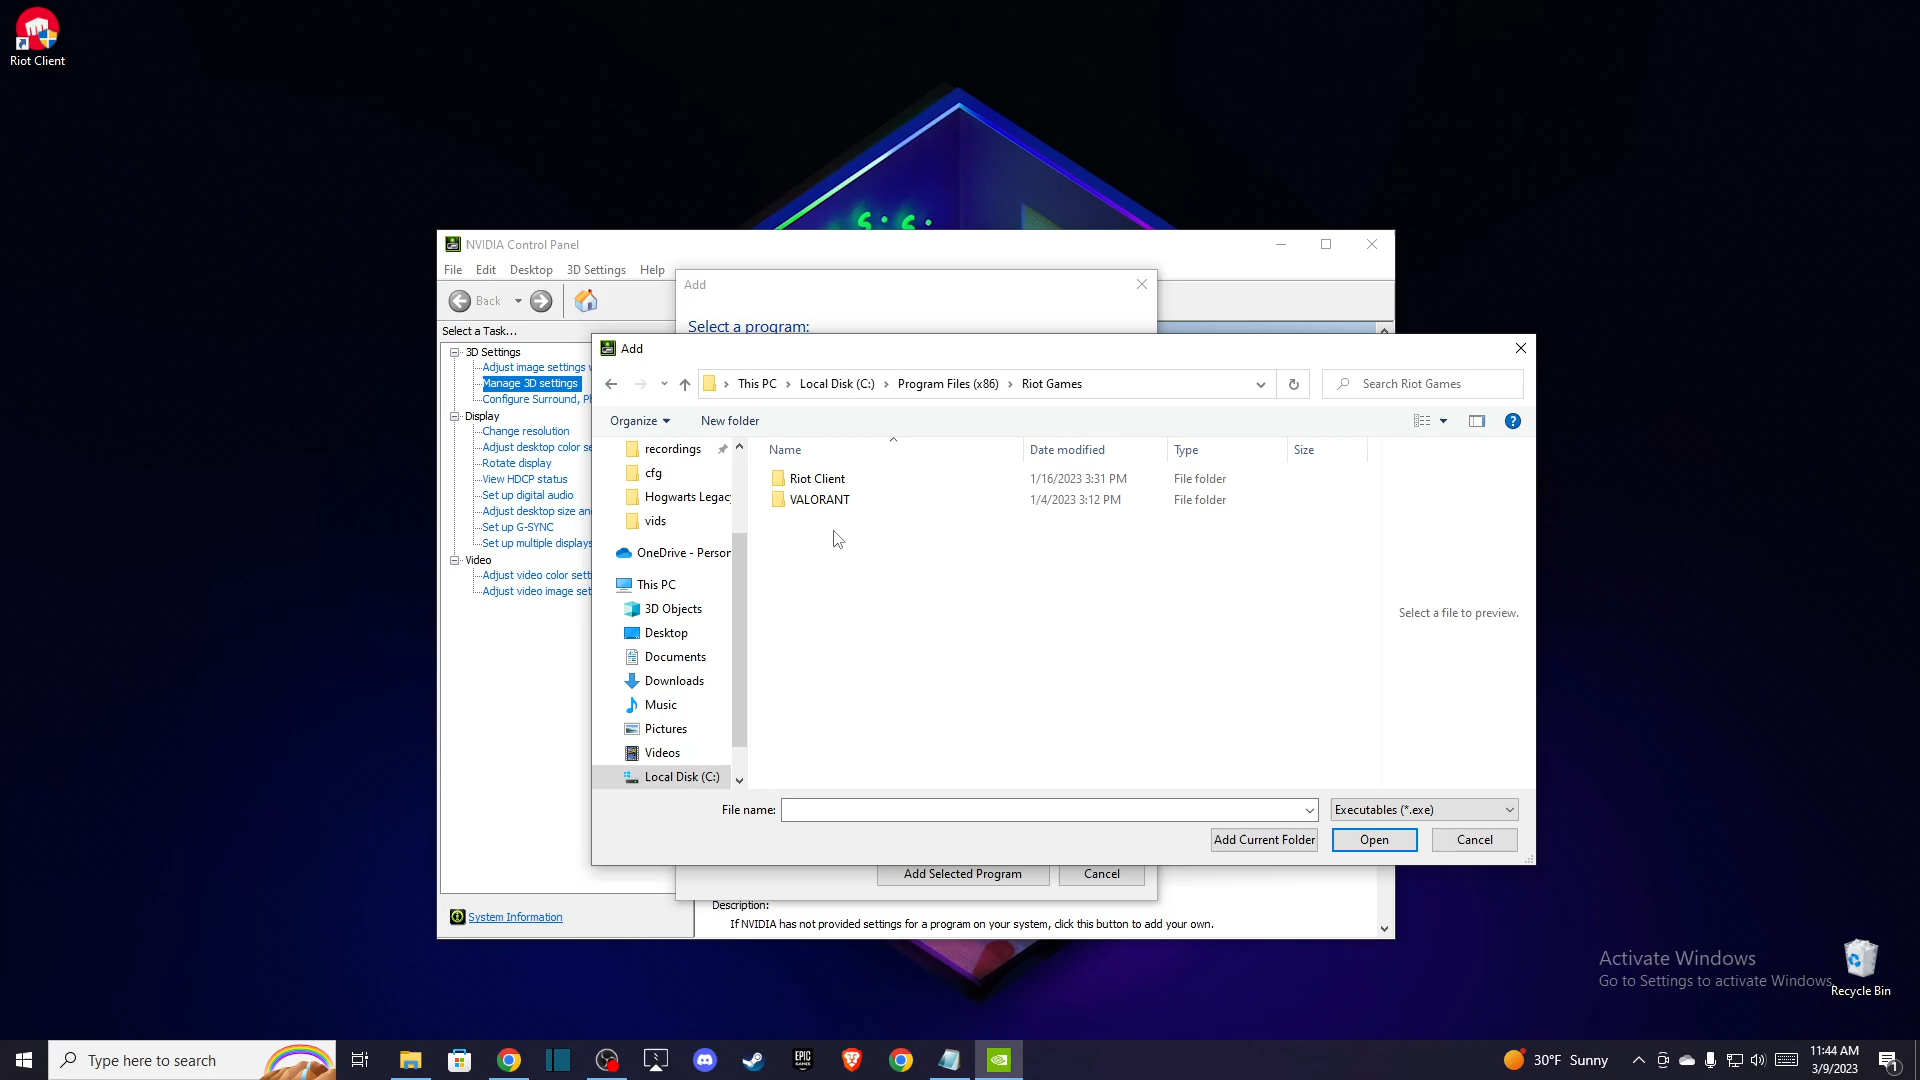 Riot Client
NVIDIA Control Panel
File Edit Desktop 3D Settings Help
Back
Select a Task...
3D Settings
Adjust image settings
Manage 3D settings
Configure Surround,
Display
Change resolution
Adjust desktop color
Rotate display
View HDCP status
Set up digital audio
Adjust desktop size
Set up G-SYNC
Set up multiple displays
Video
Adjust video color
Adjust video image
System Information
Add
Select a program:
Add
This PC > Local Disk (C:) > Program Files (x86) > Riot Games
Search Riot Games
Organize New folder
recordings
cfg
Hogwarts
vids
OneDrive -
This PC
3D Objects
Desktop
Documents
Downloads
Music
Pictures
Videos
Local Disk (C:)
Name Date modified Type Size
Riot Client 1/16/2023 3:31 PM File folder
VALORANT 1/4/2023 3:12 PM File folder
Select a file to preview.
File name: Executables (*.exe)
Add Current Folder Open Cancel
Add Selected Program Cancel
Description:
If NVIDIA has not provided settings for a program on your system, click this button to add your own.
Activate Windows
Go to Settings to activate Windows.
Recycle Bin
Type here to search
EPIC
GAMES
30°F Sunny
11:44 AM
3/9/2023
1